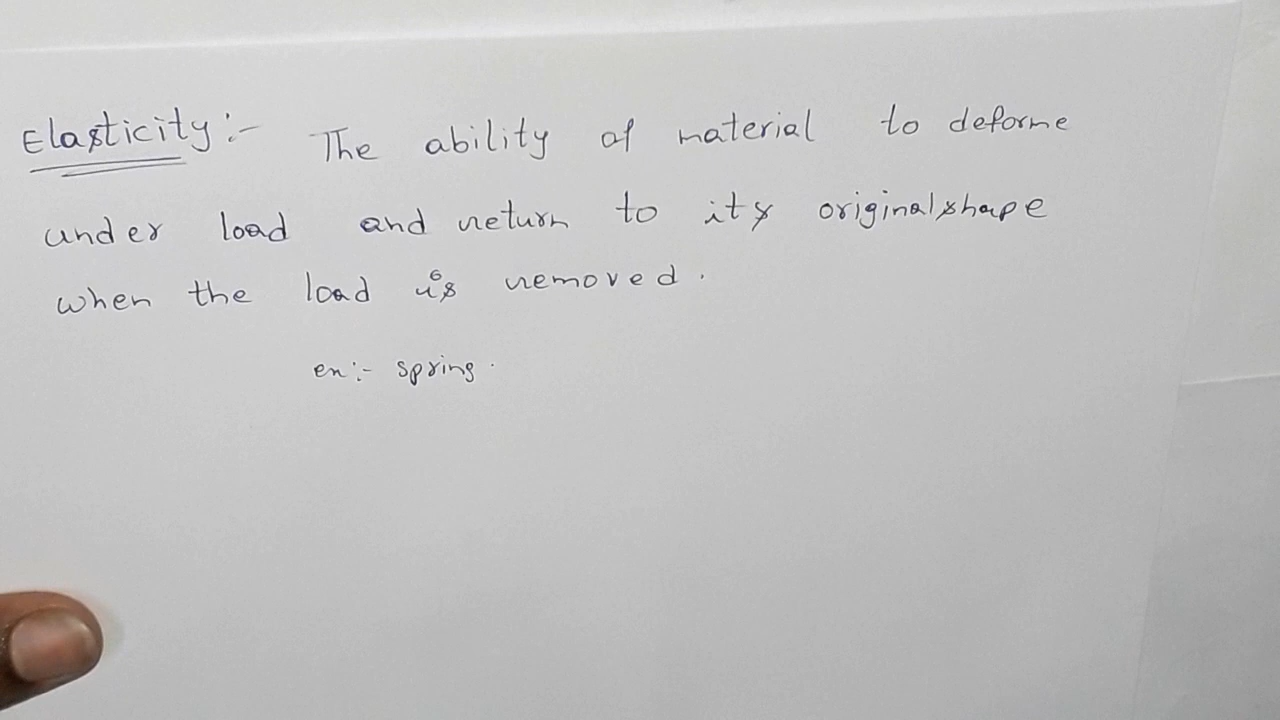 Elasticity:- The ability of material to deforme
under load and return to its original shape
when the load is removed.
ex:- spring.